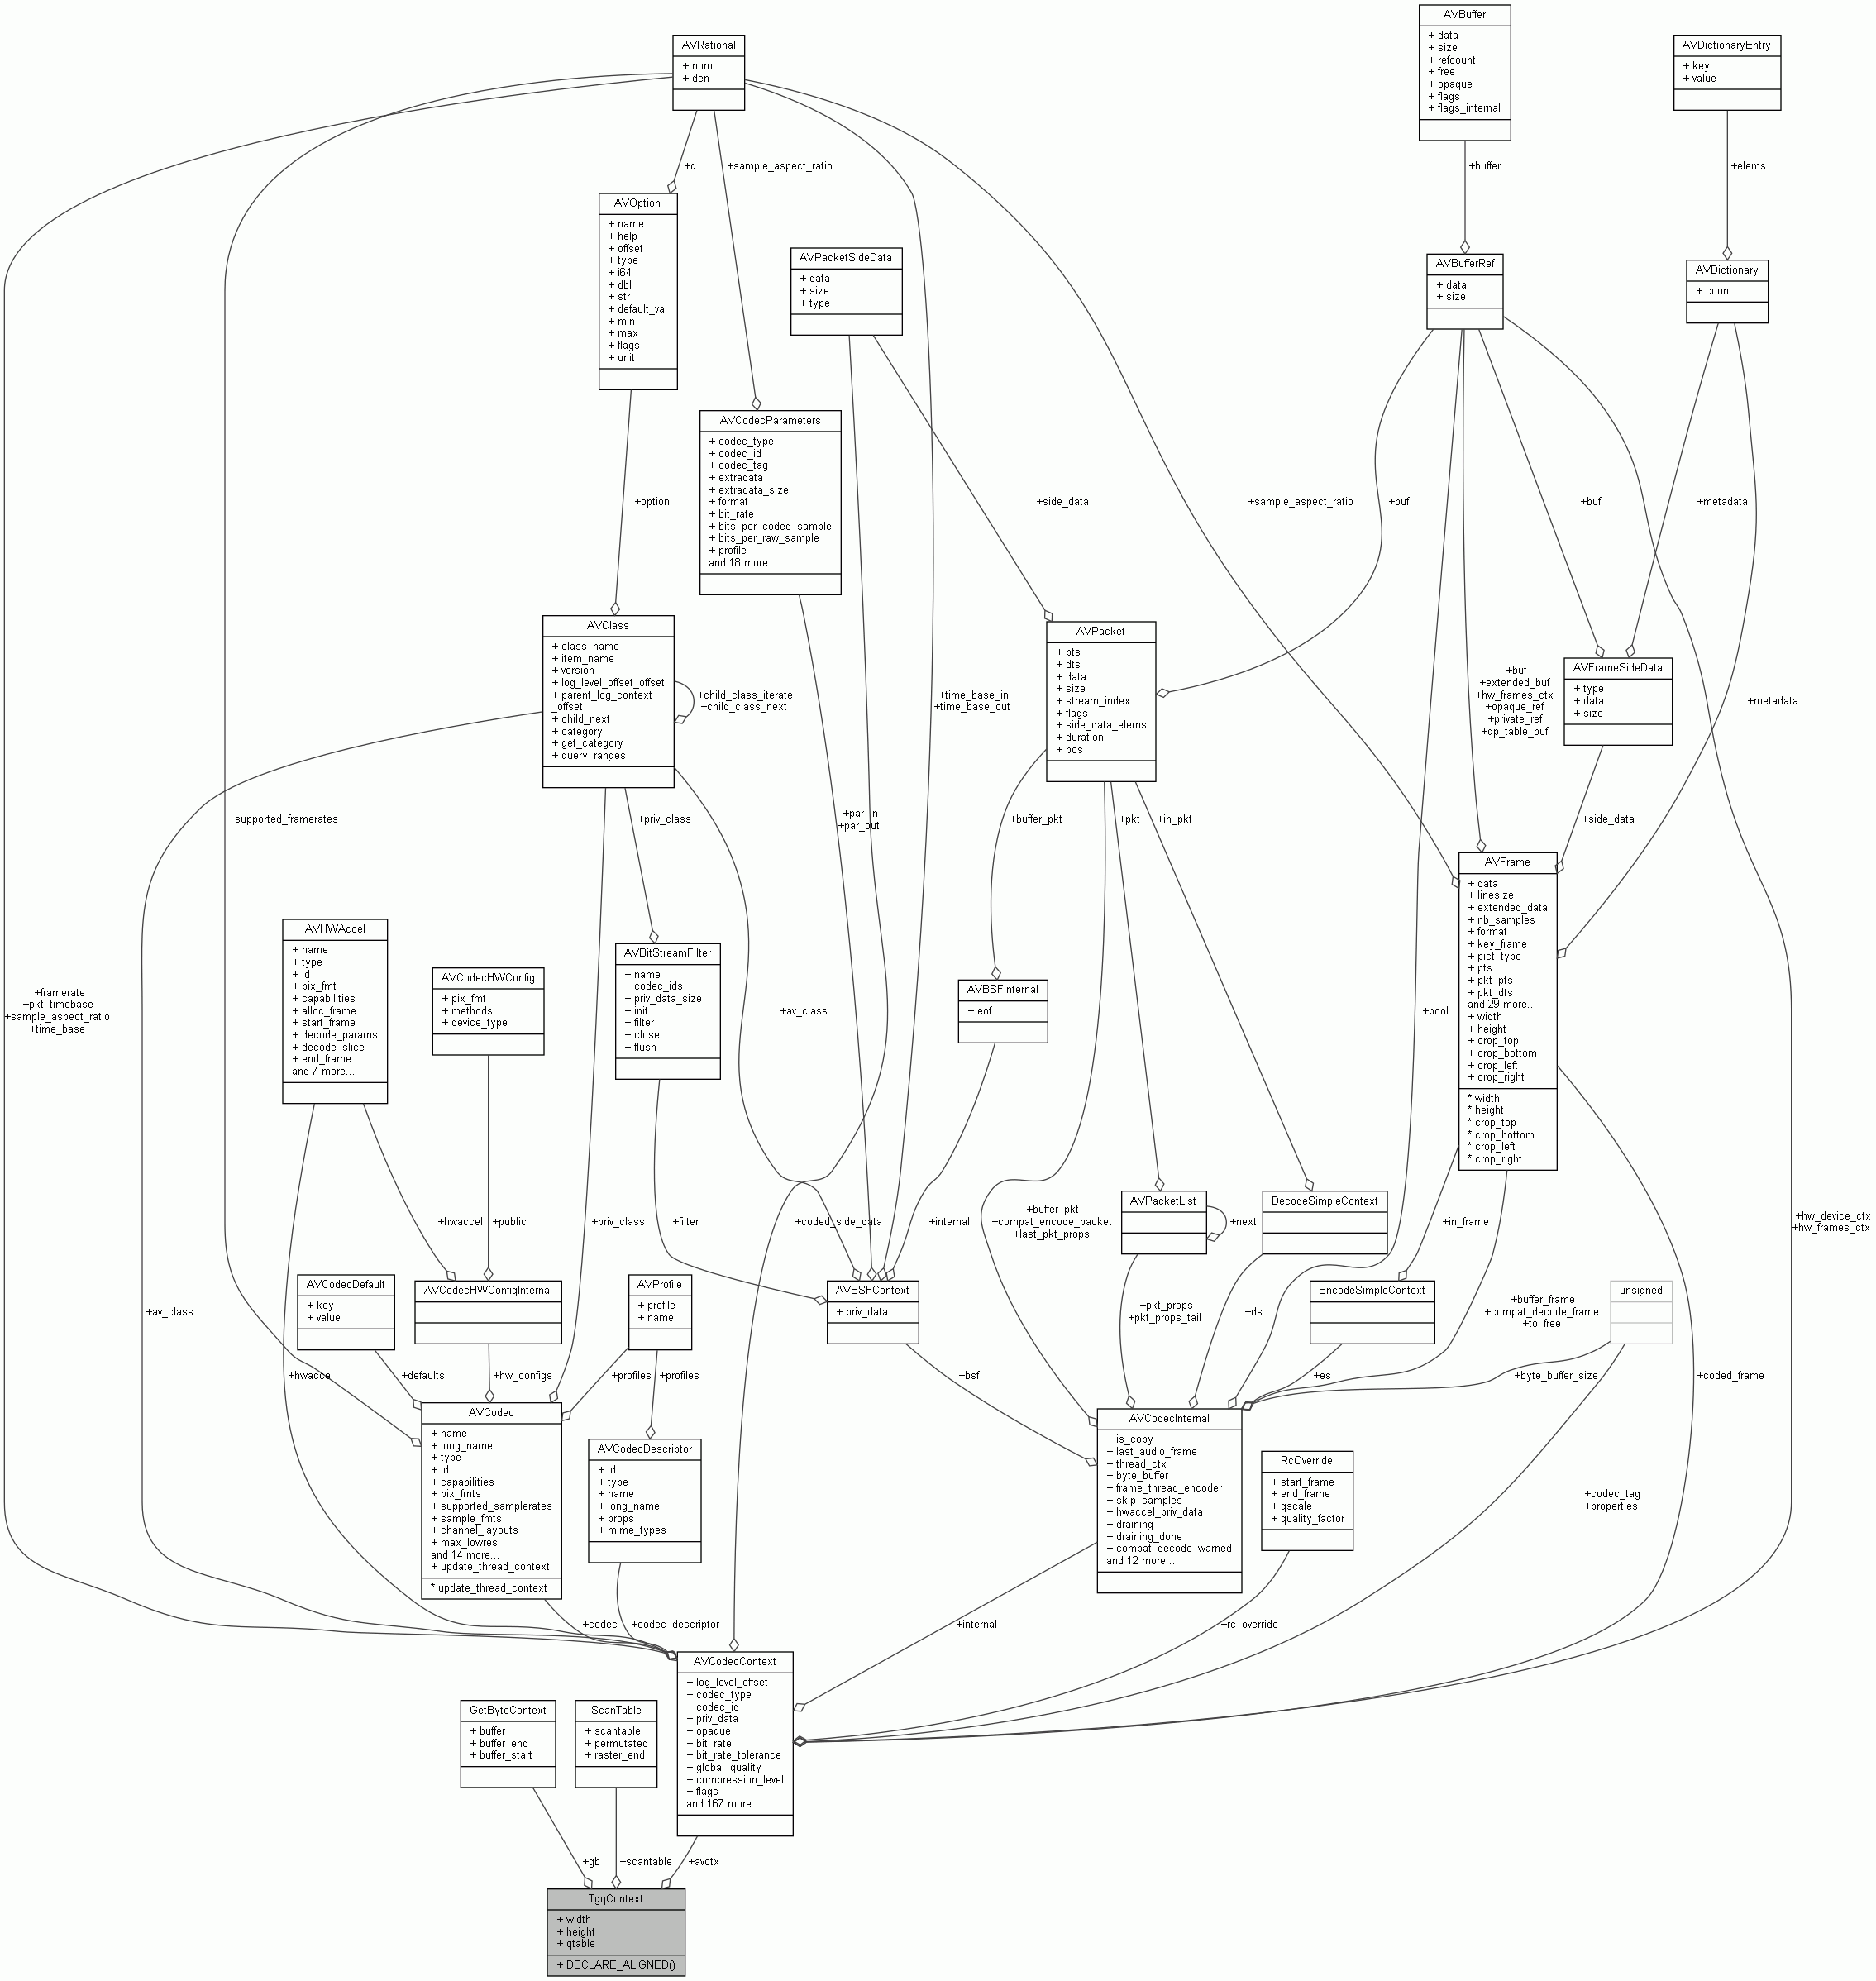 AVBuffer
+ data
+ size
+ refcount
+ free
+ opaque
+ flags
+ flags_internal
AVRational
+ num
+ den
AVDictionaryEntry
+ key
+ value
+q
+sample_aspect_ratio
+buffer
+elems
AVOption
+ name
+ help
+ offset
+ type
+ i64
+ dbl
+ str
+ default_val
+ min
+ max
+ flags
+ unit
AVPacketSideData
+ data
+ size
+ type
AVBufferRef
+ data
+ size
AVDictionary
+ count
AVCodecParameters
+ codec_type
+ codec_id
+ codec_tag
+ extradata
+ extradata_size
+ format
+ bit_rate
+ bits_per_coded_sample
+ bits_per_raw_sample
+ profile
and 18 more...
+option
+side_data
+sample_aspect_ratio
+buf
+buf
+metadata
AVClass
+ class_name
+ item_name
+ version
+ log_level_offset_offset
+ parent_log_context
_offset
+ child_next
+ category
+ get_category
+ query_ranges
+child_class_iterate
+child_class_next
+time_base_in
+time_base_out
AVPacket
+ pts
+ dts
+ data
+ size
+ stream_index
+ flags
+ side_data_elems
+ duration
+ pos
+buf
+extended_buf
+hw_frames_ctx
+opaque_ref
+private_ref
+qp_table_buf
AVFrameSideData
+ type
+ data
+ size
+metadata
+supported_framerates
+priv_class
+par_in
+par_out
+buffer_pkt
+pkt
+in_pkt
+side_data
AVFrame
+ data
+ linesize
+ extended_data
+ nb_samples
+ format
+ key_frame
+ pict_type
+ pts
+ pkt_pts
+ pkt_dts
and 29 more...
+ width
+ height
+ crop_top
+ crop_bottom
+ crop_left
+ crop_right
* width
* height
* crop_top
* crop_bottom
* crop_left
* crop_right
AVHWAccel
+ name
+ type
+ id
+ pix_fmt
+ capabilities
+ alloc_frame
+ start_frame
+ decode_params
+ decode_slice
+ end_frame
and 7 more...
AVCodecHWConfig
+ pix_fmt
+ methods
+ device_type
AVBitStreamFilter
+ name
+ codec_ids
+ priv_data_size
+ init
+ filter
+ close
+ flush
AVBSFInternal
+ eof
+framerate
+pkt_timebase
+sample_aspect_ratio
+time_base
+av_class
+pool
+hwaccel
+public
+priv_class
+filter
+coded_side_data
+internal
+buffer_pkt
+compat_encode_packet
+last_pkt_props
AVPacketList
+next
DecodeSimpleContext
+in_frame
+hw_device_ctx
+hw_frames_ctx
AVCodecDefault
+ key
+ value
AVCodecHWConfigInternal
AVProfile
+ profile
+ name
AVBSFContext
+ priv_data
+pkt_props
+pkt_props_tail
+ds
EncodeSimpleContext
+buffer_frame
+compat_decode_frame
+to_free
unsigned
+av_class
+hwaccel
+defaults
+hw_configs
+profiles
+profiles
+bsf
+es
+byte_buffer_size
+coded_frame
AVCodec
+ name
+ long_name
+ type
+ id
+ capabilities
+ pix_fmts
+ supported_samplerates
+ sample_fmts
+ channel_layouts
+ max_lowres
and 14 more...
+ update_thread_context
* update_thread_context
AVCodecDescriptor
+ id
+ type
+ name
+ long_name
+ props
+ mime_types
AVCodecInternal
+ is_copy
+ last_audio_frame
+ thread_ctx
+ byte_buffer
+ frame_thread_encoder
+ skip_samples
+ hwaccel_priv_data
+ draining
+ draining_done
+ compat_decode_warned
and 12 more...
RcOverride
+ start_frame
+ end_frame
+ qscale
+ quality_factor
+codec_tag
+properties
+codec
+codec_descriptor
+internal
+rc_override
AVCodecContext
+ log_level_offset
+ codec_type
+ codec_id
+ priv_data
+ opaque
+ bit_rate
+ bit_rate_tolerance
+ global_quality
+ compression_level
+ flags
and 167 more...
GetByteContext
+ buffer
+ buffer_end
+ buffer_start
ScanTable
+ scantable
+ permutated
+ raster_end
+gb
+scantable
+avctx
TgqContext
+ width
+ height
+ qtable
+ DECLARE_ALIGNED()